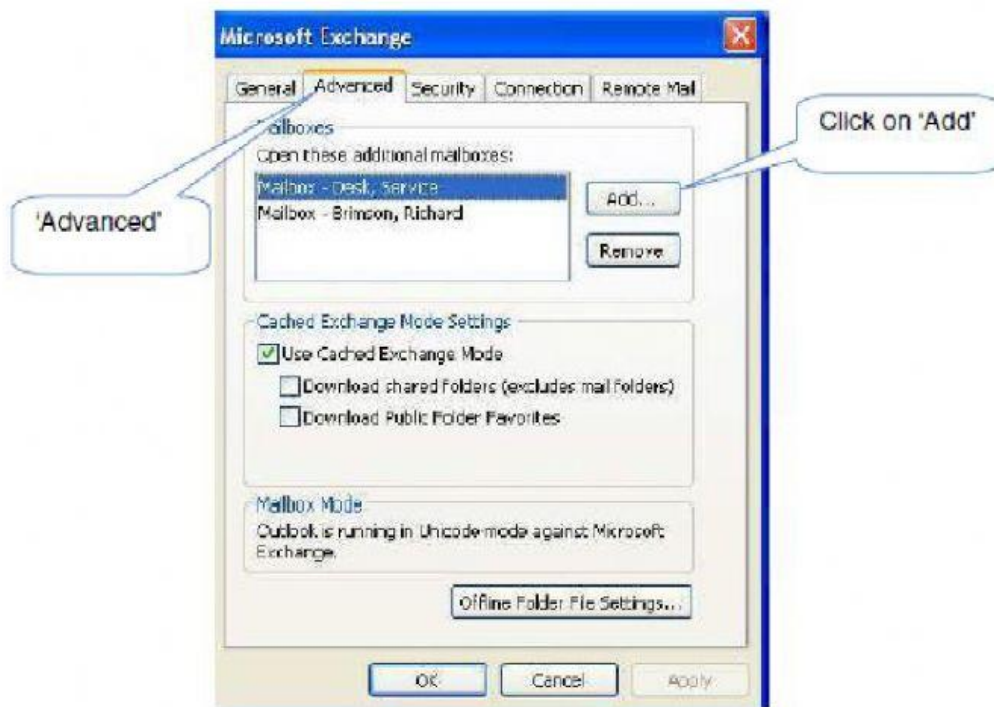 Microsoft Exchange
General Advanced Security Connection Remote Mail
Click on 'Add'
Mailboxes
Open these additional mailboxes:
Mailbox - Desk, Service
Add...
'Advanced'
Mailbox - Brimson, Richard
Remove
Cached Exchange Mode Settings
Use Cached Exchange Mode
Download shared folders (excludes mail folders)
Download Public Folder Favorites
Mailbox Mode
Outlook is running in Unicode mode against Microsoft
Exchange.
Offline Folder File Settings...
OK Cancel Apply